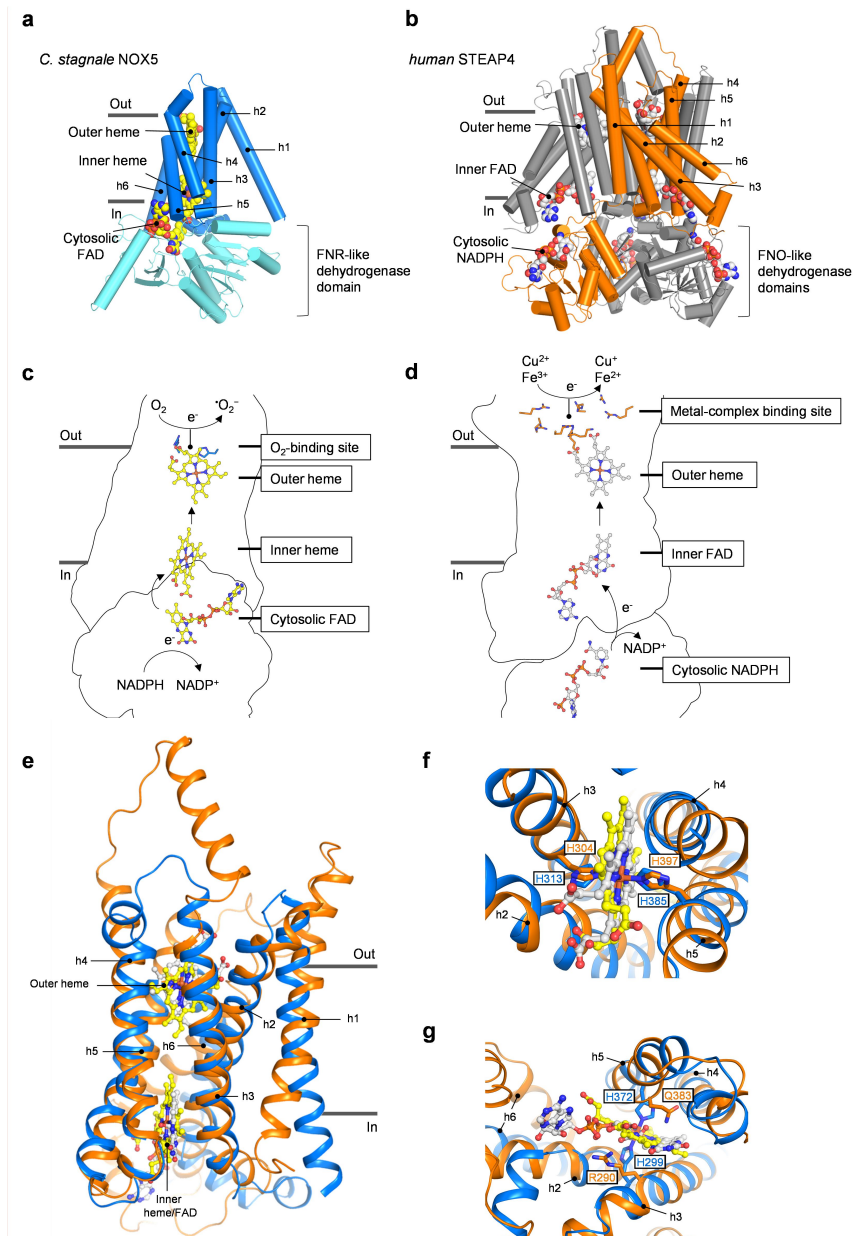 a
C. stagnale NOX5
Out
Outer heme
Inner heme
h6
In
Cytosolic
FAD
h2
h1
h4
h3
h5
FNR-like
dehydrogenase
domain
b
human STEAP4
Out
Outer heme
Inner FAD
In
Cytosolic
NADPH
h4
h5
h1
h2
h6
h3
FNO-like
dehydrogenase
domains
c
O₂
•O₂⁻
e⁻
Out
O₂-binding site
Outer heme
Inner heme
In
Cytosolic FAD
e⁻
NADPH
NADP⁺
d
Cu²⁺
Cu⁺
Fe³⁺
Fe²⁺
e⁻
Metal-complex binding site
Out
Outer heme
Inner FAD
In
e⁻
NADP⁺
Cytosolic NADPH
e
Out
h4
Outer heme
h2
h1
h6
h5
h3
In
Inner
heme/FAD
f
h3
h4
H304
H397
H313
H385
h2
h5
g
h5
h4
H372
Q383
h6
H299
R290
h2
h3